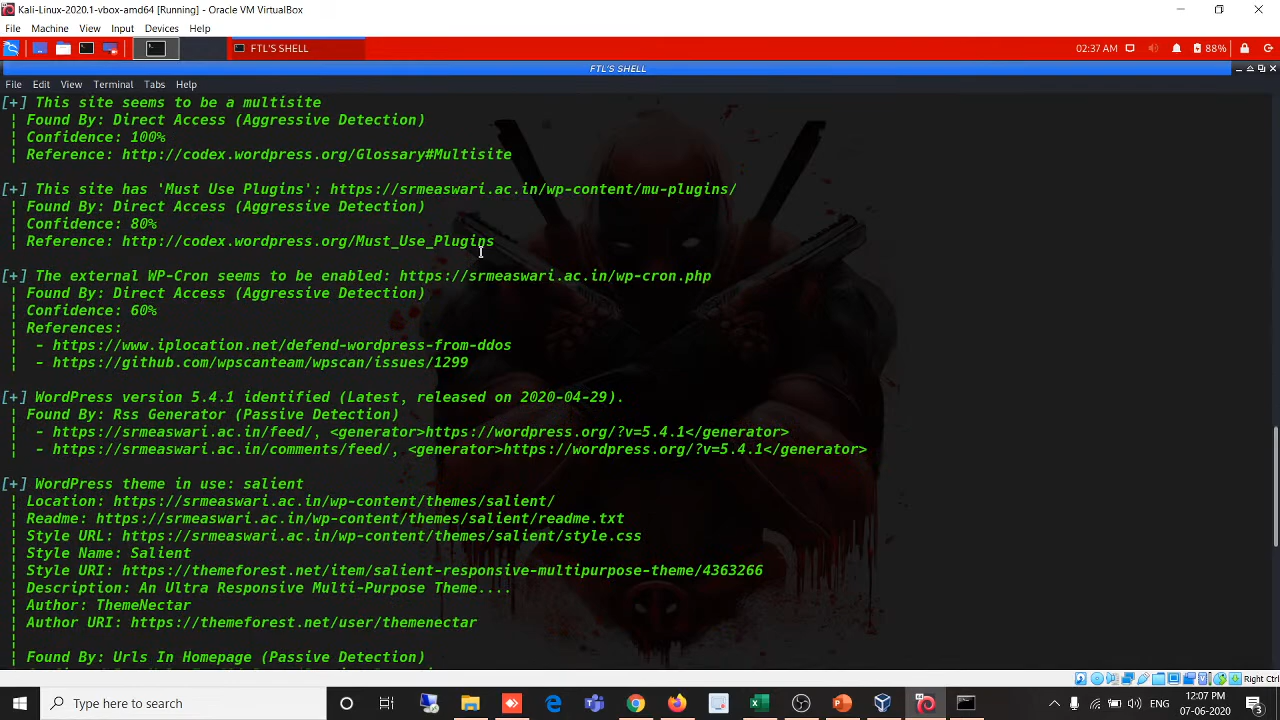 Kali-Linux-2020.1-vbox-amd64 [Running] - Oracle VM VirtualBox
File Machine View Input Devices Help
FTL'S SHELL 02:37 AM 88%
FTL'S SHELL
File Edit View Terminal Tabs Help
[+] This site seems to be a multisite
| Found By: Direct Access (Aggressive Detection)
| Confidence: 100%
| Reference: http://codex.wordpress.org/Glossary#Multisite
[+] This site has 'Must Use Plugins': https://srmeaswari.ac.in/wp-content/mu-plugins/
| Found By: Direct Access (Aggressive Detection)
| Confidence: 80%
| Reference: http://codex.wordpress.org/Must_Use_Plugins
[+] The external WP-Cron seems to be enabled: https://srmeaswari.ac.in/wp-cron.php
| Found By: Direct Access (Aggressive Detection)
| Confidence: 60%
| References:
| - https://www.iplocation.net/defend-wordpress-from-ddos
| - https://github.com/wpscanteam/wpscan/issues/1299
[+] WordPress version 5.4.1 identified (Latest, released on 2020-04-29).
| Found By: Rss Generator (Passive Detection)
| - https://srmeaswari.ac.in/feed/, <generator>https://wordpress.org/?v=5.4.1</generator>
| - https://srmeaswari.ac.in/comments/feed/, <generator>https://wordpress.org/?v=5.4.1</generator>
[+] WordPress theme in use: salient
| Location: https://srmeaswari.ac.in/wp-content/themes/salient/
| Readme: https://srmeaswari.ac.in/wp-content/themes/salient/readme.txt
| Style URL: https://srmeaswari.ac.in/wp-content/themes/salient/style.css
| Style Name: Salient
| Style URI: https://themeforest.net/item/salient-responsive-multipurpose-theme/4363266
| Description: An Ultra Responsive Multi-Purpose Theme....
| Author: ThemeNectar
| Author URI: https://themeforest.net/user/themenectar
|
| Found By: Urls In Homepage (Passive Detection)
Right Ctrl
Type here to search
ENG
12:07 PM
07-06-2020